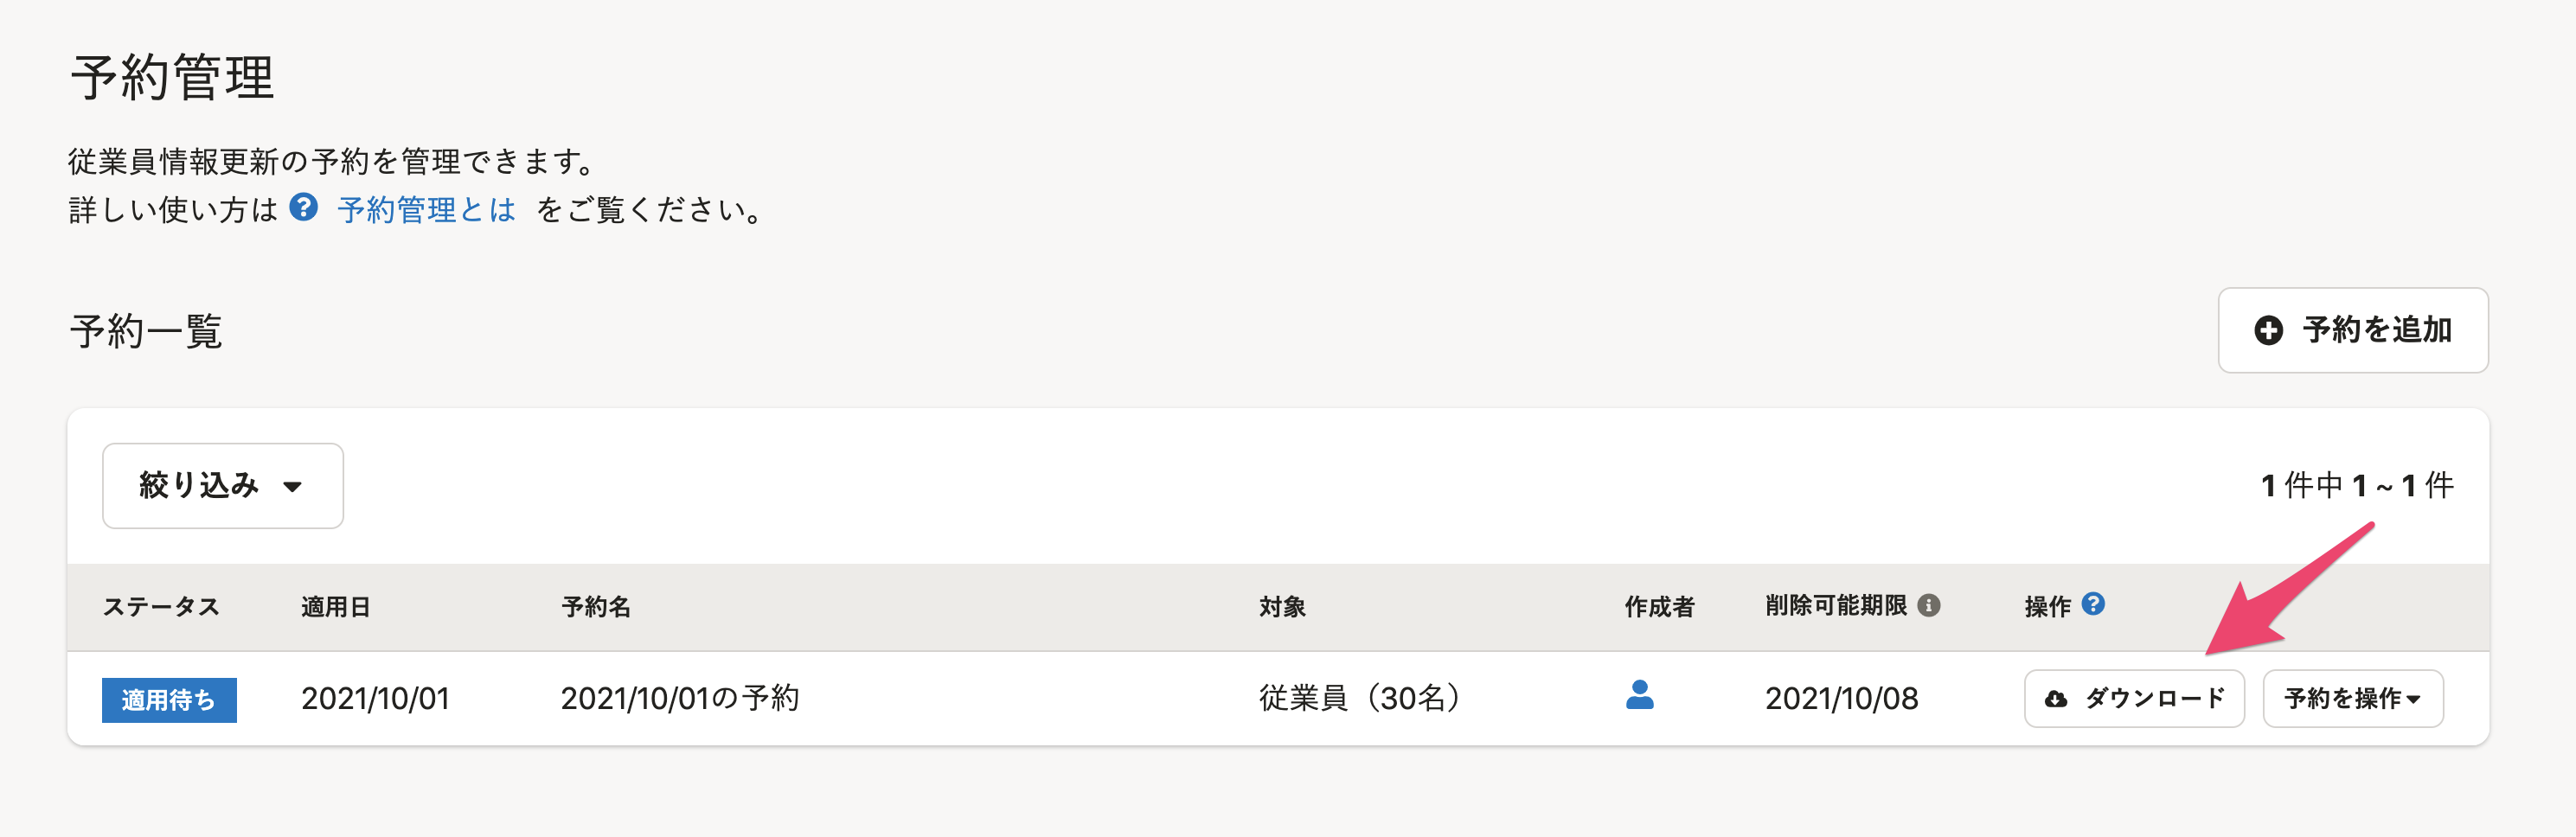 予約管理
従業員情報更新の予約を管理できます。
詳しい使い方は ? 予約管理とは をご覧ください。
予約一覧
予約を追加
絞り込み
1 件中 1 ~ 1 件
ステータス 適用日 予約名 対象 作成者 削除可能期限 i 操作 ?
適用待ち 2021/10/01 2021/10/01の予約 従業員（30名） 2021/10/08 ダウンロード 予約を操作